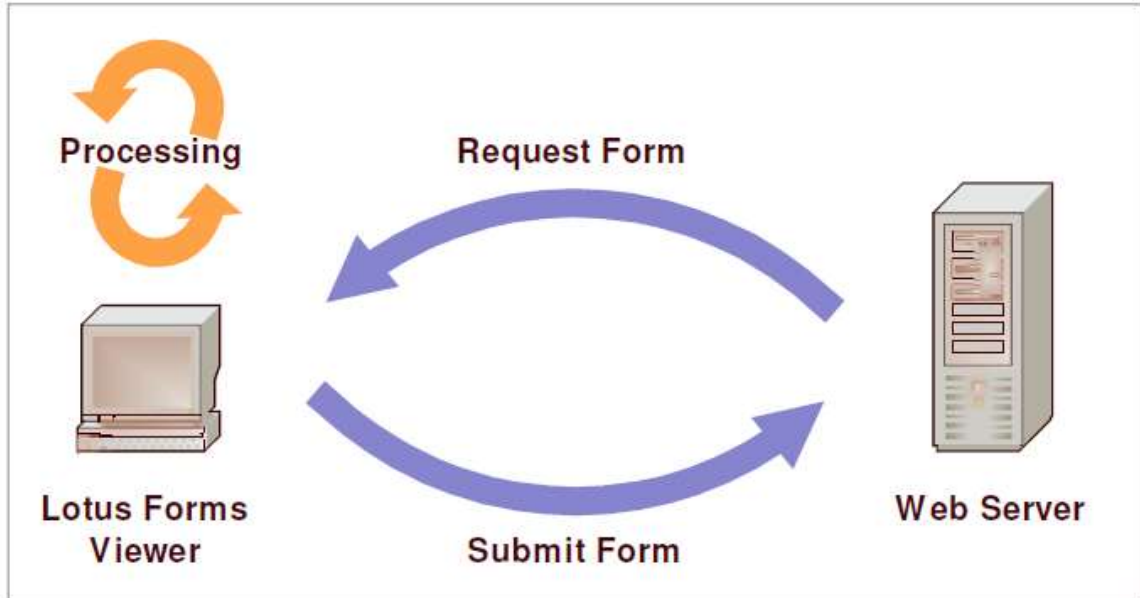 Processing
Request Form
Lotus Forms
Viewer
Web Server
Submit Form